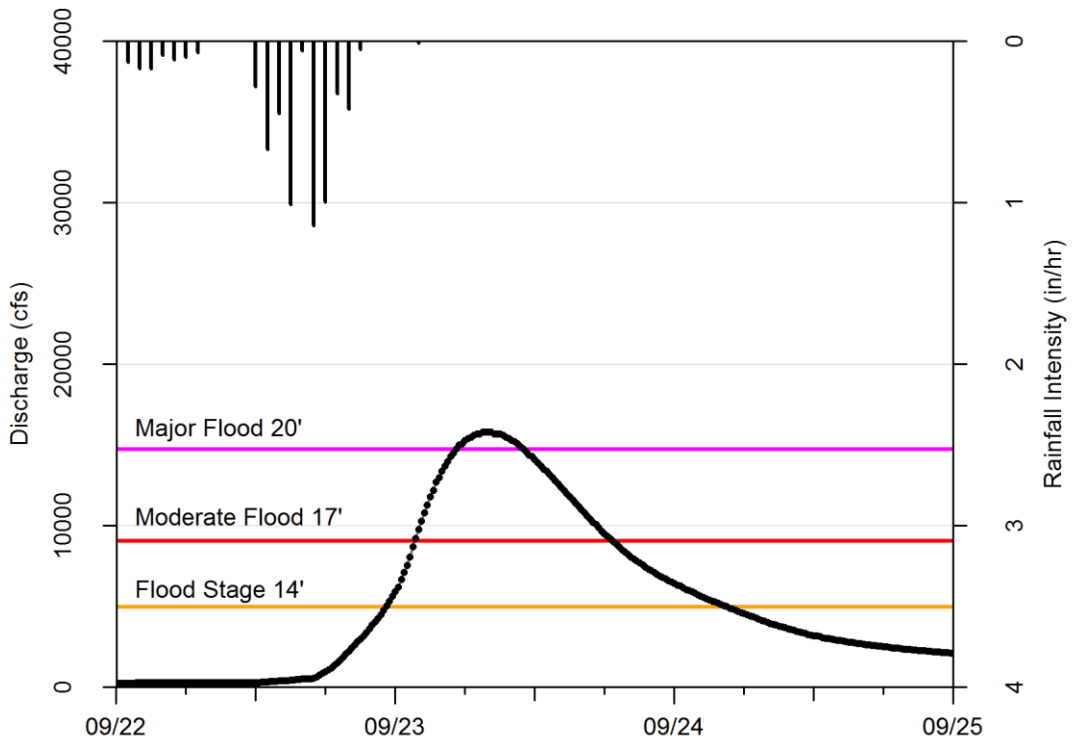 40000
30000
20000
10000
0
Discharge (cfs)
Major Flood 20'
Moderate Flood 17'
Flood Stage 14'
0
1
2
3
4
Rainfall Intensity (in/hr)
09/22
09/23
09/24
09/25